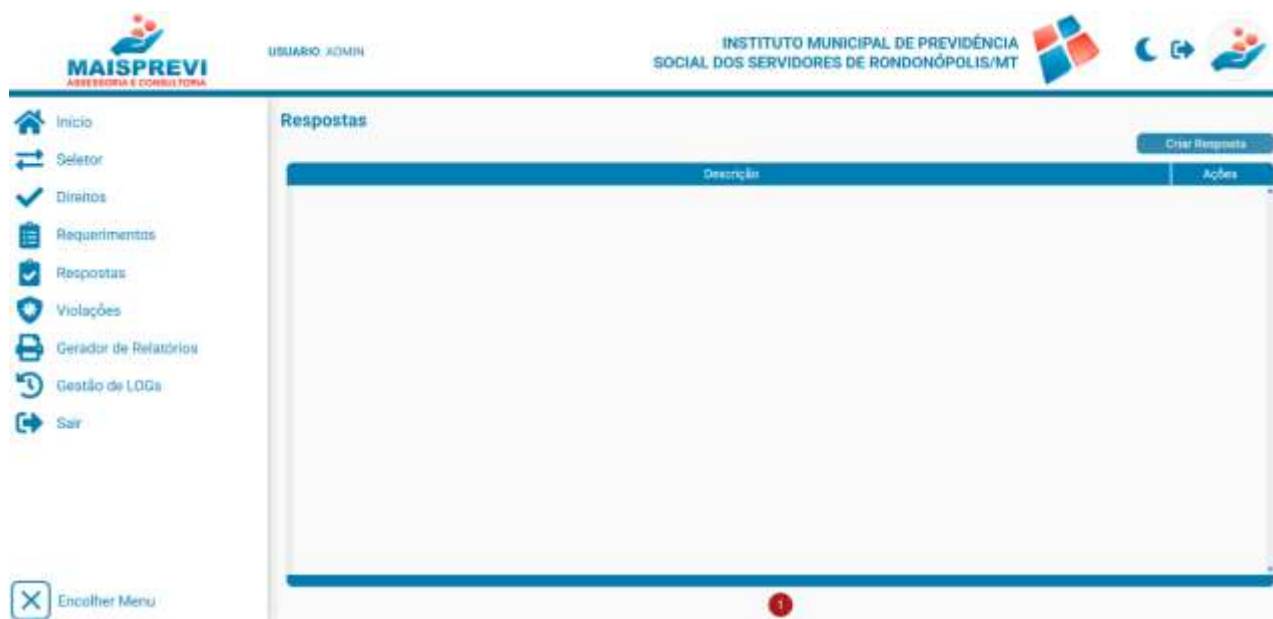 MAISPREVI
ASSESSORIA E CONSULTORIA
USUARIO: ADMIN
INSTITUTO MUNICIPAL DE PREVIDÊNCIA
SOCIAL DOS SERVIDORES DE RONDONÓPOLIS/MT
Início
Seletor
Direitos
Requerimentos
Respostas
Violações
Gerador de Relatórios
Gestão de LOGs
Sair
Encolher Menu
Respostas
Criar Resposta
Descrição
Ações
1